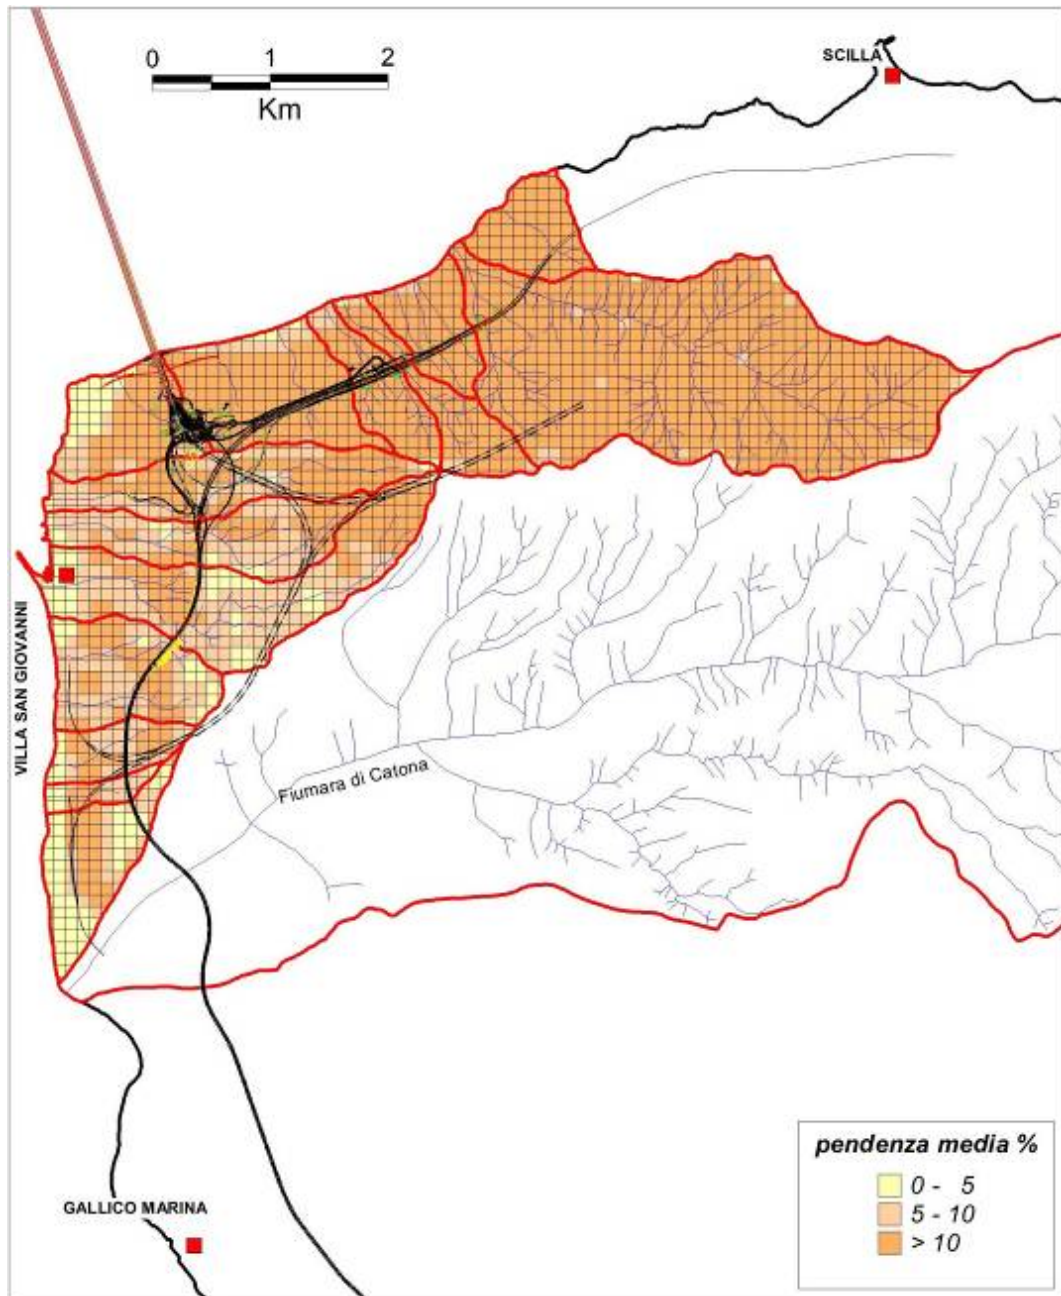 0 1 2
Km
SCILLA
VILLA SAN GIOVANNI
Fiumara di Catona
GALLICO MARINA
pendenza media %
0 - 5
5 - 10
> 10